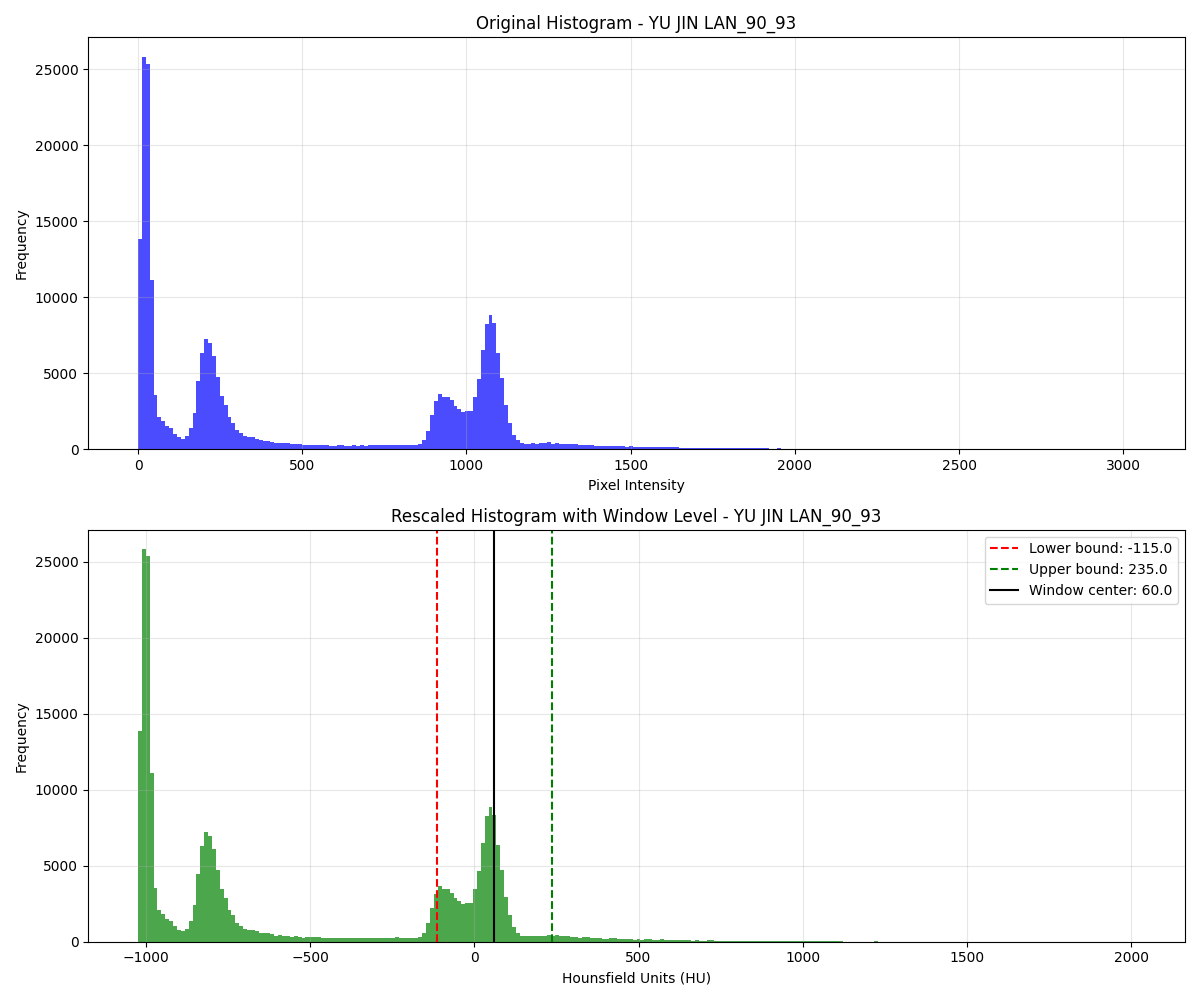 Original Histogram - YU JIN LAN_90_93
Frequency
25000
20000
15000
10000
5000
0
0 500 1000 1500 2000 2500 3000
Pixel Intensity
Rescaled Histogram with Window Level - YU JIN LAN_90_93
Lower bound: -115.0
Upper bound: 235.0
Window center: 60.0
Frequency
25000
20000
15000
10000
5000
0
−1000 −500 0 500 1000 1500 2000
Hounsfield Units (HU)